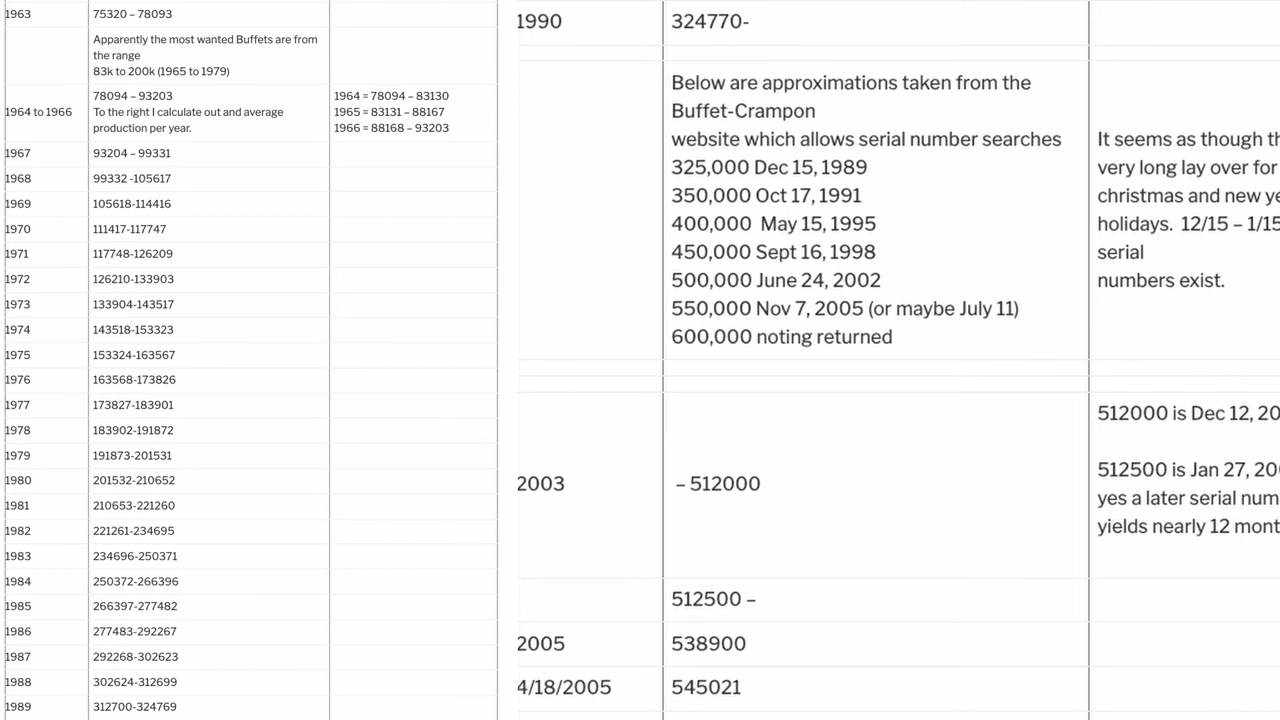 1963 75320 – 78093
Apparently the most wanted Buffets are from
the range
83k to 200k (1965 to 1979)
78094 – 93203 1964 = 78094 – 83130
1964 to 1966 To the right I calculate out and average 1965 = 83131 – 88167
production per year. 1966 = 88168 – 93203
1967 93204 – 99331
1968 99332 -105617
1969 105618-114416
1970 111417-117747
1971 117748-126209
1972 126210-133903
1973 133904-143517
1974 143518-153323
1975 153324-163567
1976 163568-173826
1977 173827-183901
1978 183902-191872
1979 191873-201531
1980 201532-210652
1981 210653-221260
1982 221261-234695
1983 234696-250371
1984 250372-266396
1985 266397-277482
1986 277483-292267
1987 292268-302623
1988 302624-312699
1989 312700-324769
1990 324770-
Below are approximations taken from the
Buffet-Crampon
website which allows serial number searches
325,000 Dec 15, 1989
350,000 Oct 17, 1991
400,000  May 15, 1995
450,000 Sept 16, 1998
500,000 June 24, 2002
550,000 Nov 7, 2005 (or maybe July 11)
600,000 noting returned
It seems as though th
very long lay over for
christmas and new ye
holidays.  12/15 – 1/15
serial
numbers exist.
512000 is Dec 12, 20
2003 – 512000
512500 is Jan 27, 200
yes a later serial num
yields nearly 12 mont
512500 –
2005 538900
4/18/2005 545021